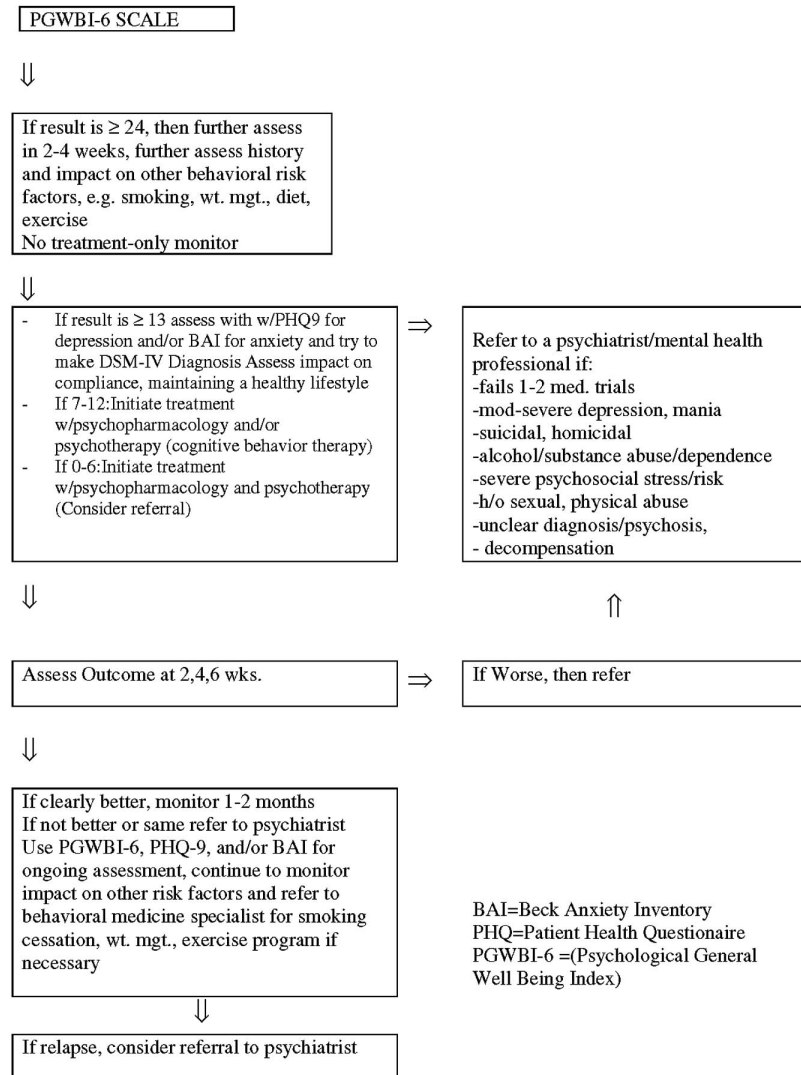 PGWBI-6 SCALE
⇓
If result is ≥ 24, then further assess
in 2-4 weeks, further assess history
and impact on other behavioral risk
factors, e.g. smoking, wt. mgt., diet,
exercise
No treatment-only monitor
⇓
- If result is ≥ 13 assess with w/PHQ9 for
depression and/or BAI for anxiety and try to
make DSM-IV Diagnosis Assess impact on
compliance, maintaining a healthy lifestyle
- If 7-12:Initiate treatment
w/psychopharmacology and/or
psychotherapy (cognitive behavior therapy)
- If 0-6:Initiate treatment
w/psychopharmacology and psychotherapy
(Consider referral)
⇒
Refer to a psychiatrist/mental health
professional if:
-fails 1-2 med. trials
-mod-severe depression, mania
-suicidal, homicidal
-alcohol/substance abuse/dependence
-severe psychosocial stress/risk
-h/o sexual, physical abuse
-unclear diagnosis/psychosis,
- decompensation
⇓
⇑
Assess Outcome at 2,4,6 wks.
⇒
If Worse, then refer
⇓
If clearly better, monitor 1-2 months
If not better or same refer to psychiatrist
Use PGWBI-6, PHQ-9, and/or BAI for
ongoing assessment, continue to monitor
impact on other risk factors and refer to
behavioral medicine specialist for smoking
cessation, wt. mgt., exercise program if
necessary
BAI=Beck Anxiety Inventory
PHQ=Patient Health Questionaire
PGWBI-6 =(Psychological General
Well Being Index)
⇓
If relapse, consider referral to psychiatrist